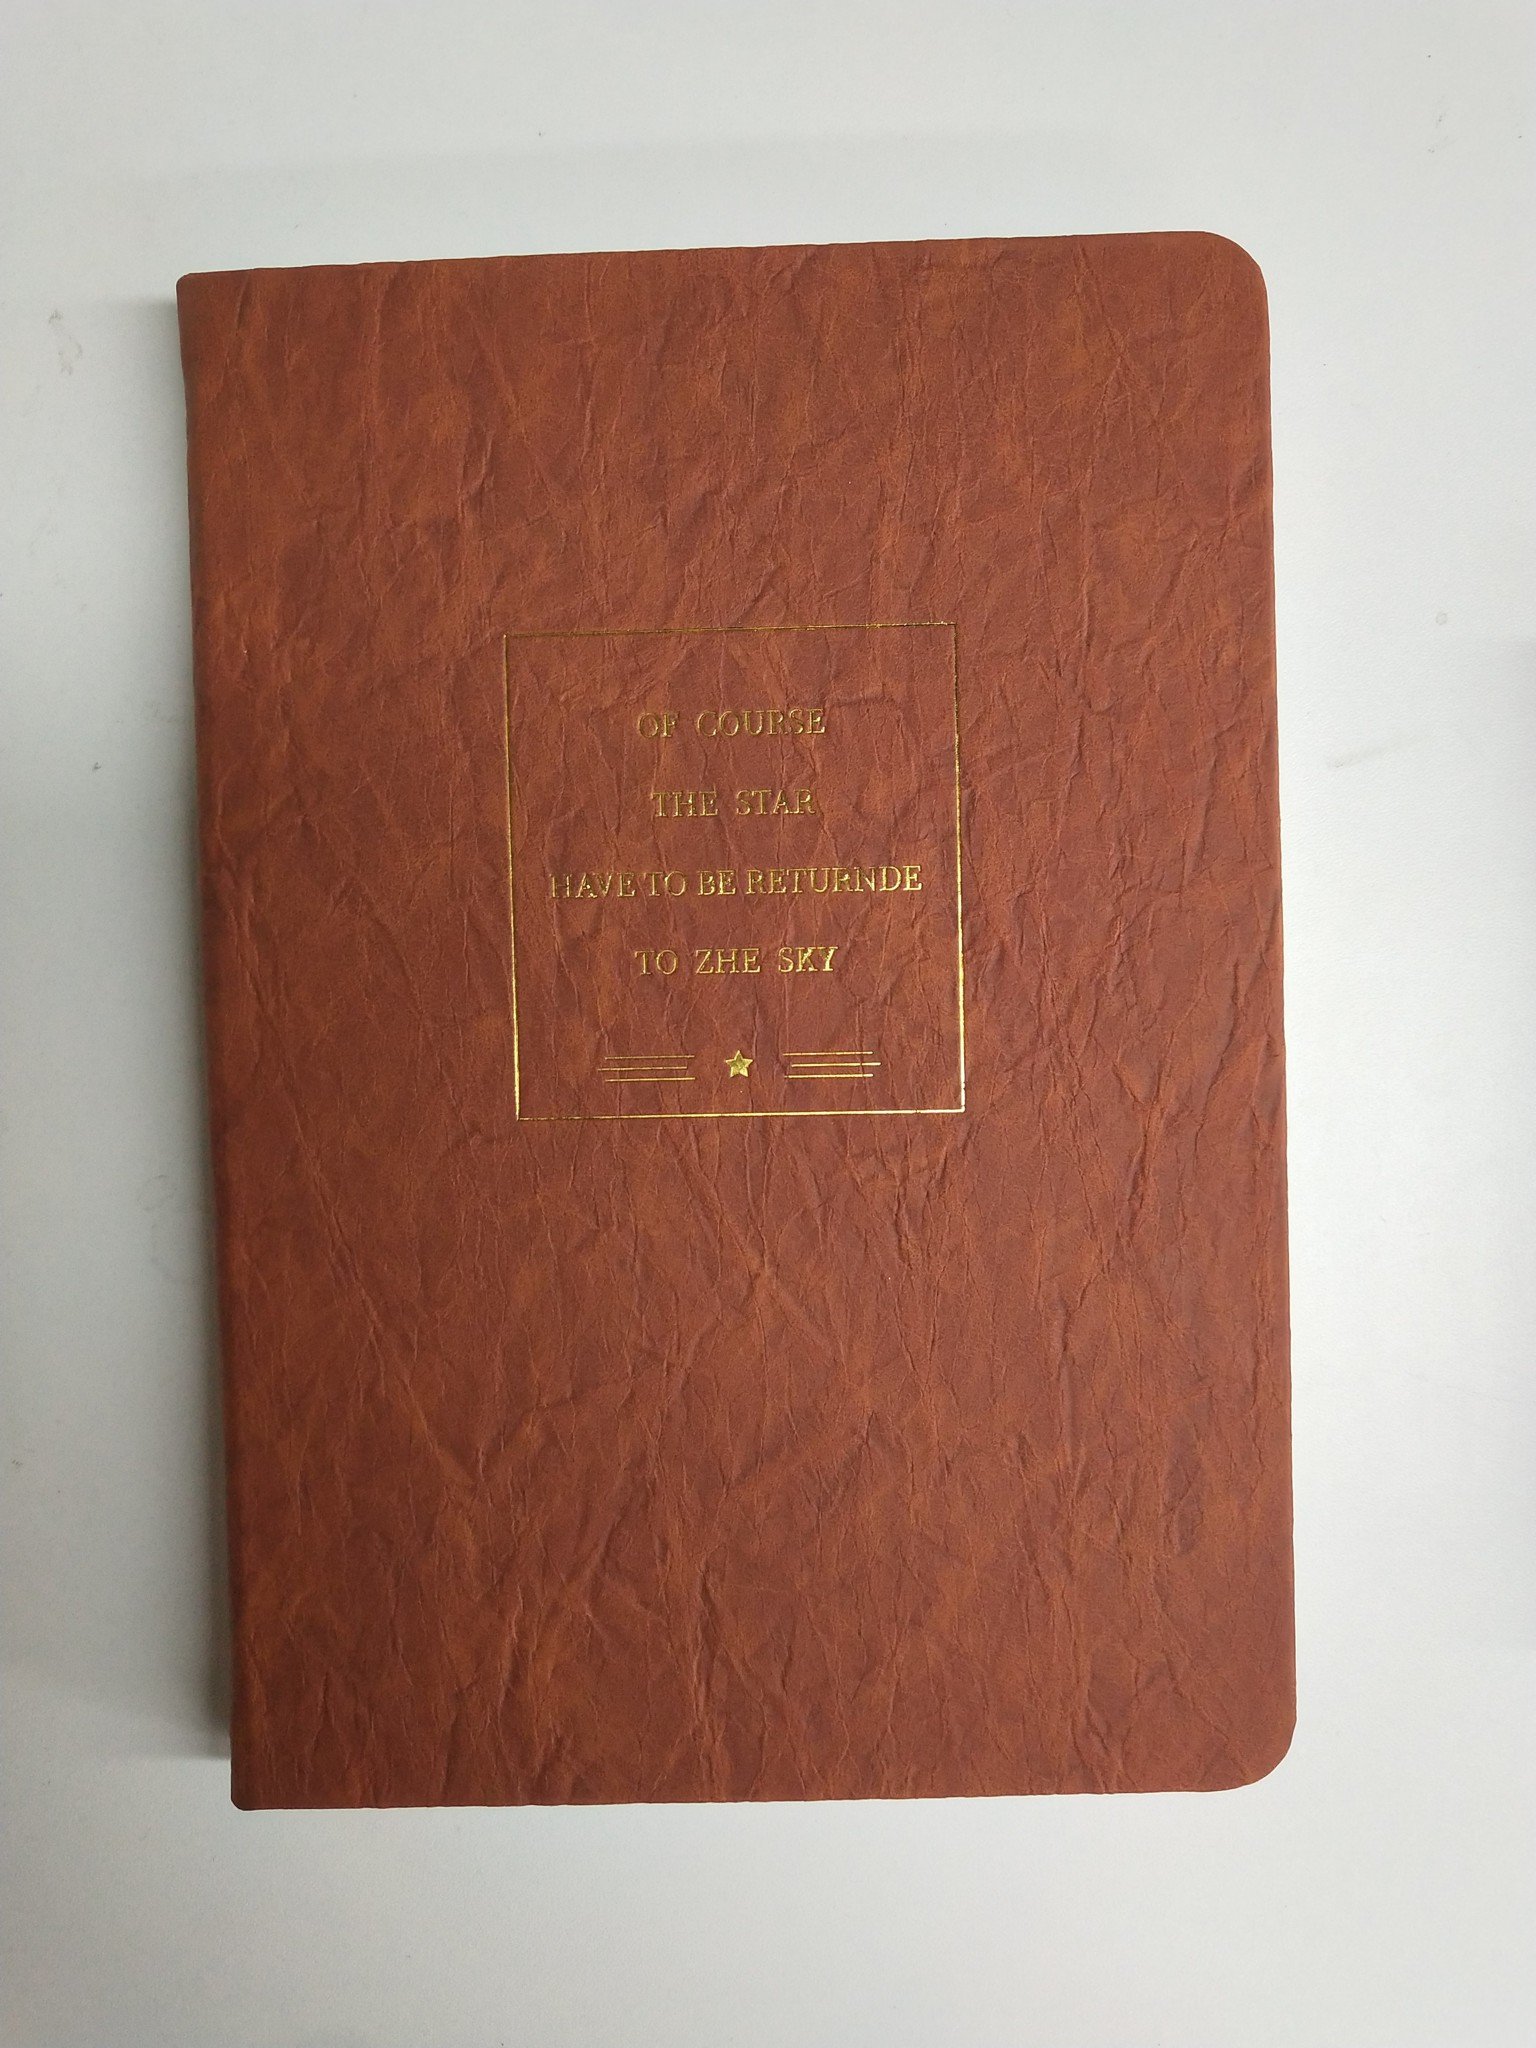 OF COURSE
THE STAR
HAVE TO BE RETURNDE
TO ZHE SKY